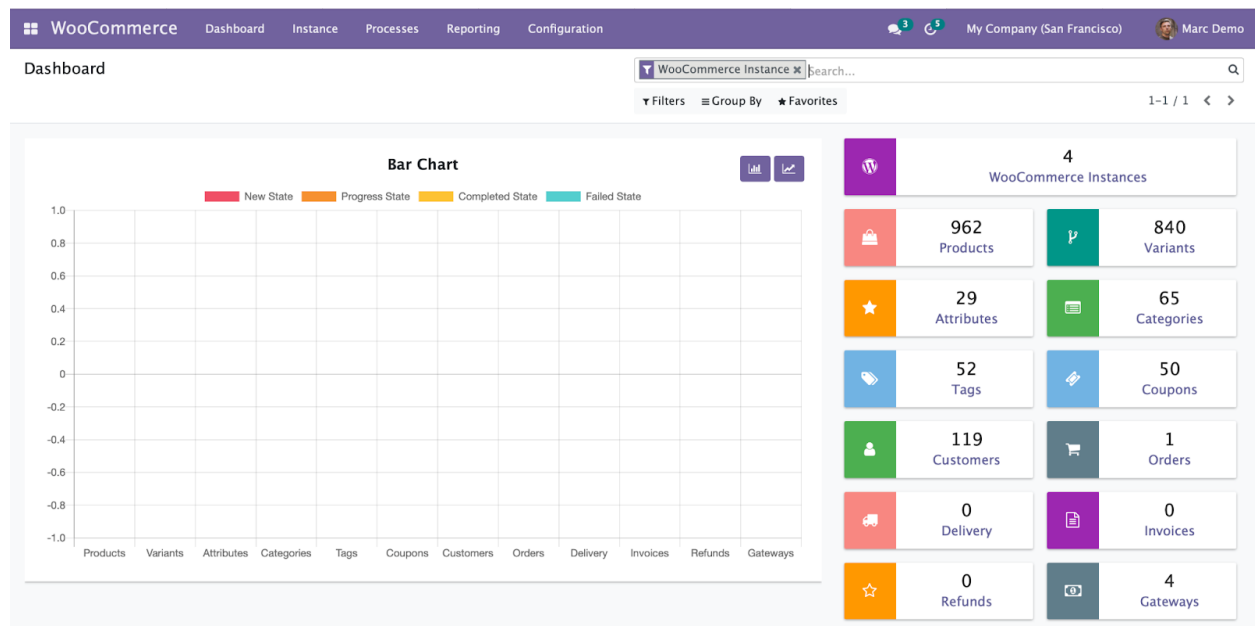 WooCommerce Dashboard Instance Processes Reporting Configuration 3 5 My Company (San Francisco) Marc Demo
Dashboard
WooCommerce Instance × Search...
Filters Group By Favorites 1-1 / 1
Bar Chart
New State Progress State Completed State Failed State
1.0
0.8
0.6
0.4
0.2
0
-0.2
-0.4
-0.6
-0.8
-1.0
Products Variants Attributes Categories Tags Coupons Customers Orders Delivery Invoices Refunds Gateways
4
WooCommerce Instances
962
Products
840
Variants
29
Attributes
65
Categories
52
Tags
50
Coupons
119
Customers
1
Orders
0
Delivery
0
Invoices
0
Refunds
4
Gateways